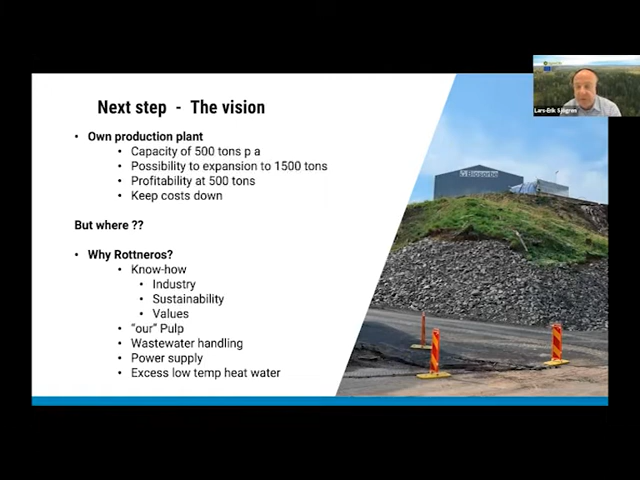 Next step - The vision
• Own production plant
• Capacity of 500 tons p a
• Possibility to expansion to 1500 tons
• Profitability at 500 tons
• Keep costs down
But where ??
• Why Rottneros?
• Know-how
• Industry
• Sustainability
• Values
• “our” Pulp
• Wastewater handling
• Power supply
• Excess low temp heat water
Biosorbe
Lars-Erik Sjögren